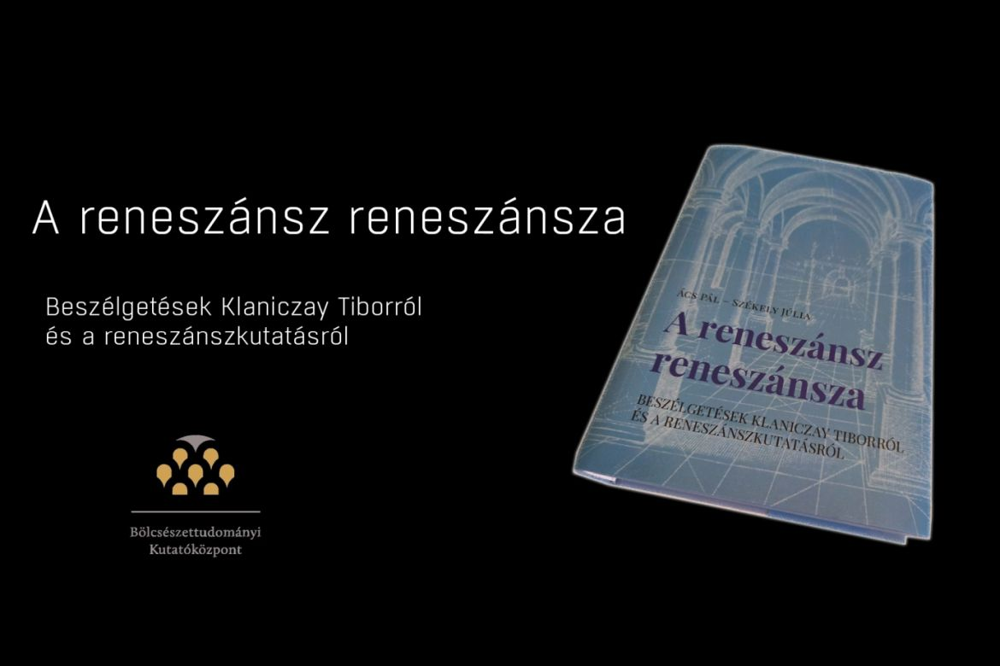 A reneszánsz reneszánsza
Beszélgetések Klaniczay Tiborról
és a reneszánszkutatásról
Bölcsészettudományi
Kutatóközpont
ÁCS PÁL – SZÉKELY JÚLIA
A reneszánsz
reneszánsza
BESZÉLGETÉSEK KLANICZAY TIBORRÓL
ÉS A RENESZÁNSZKUTATÁSRÓL